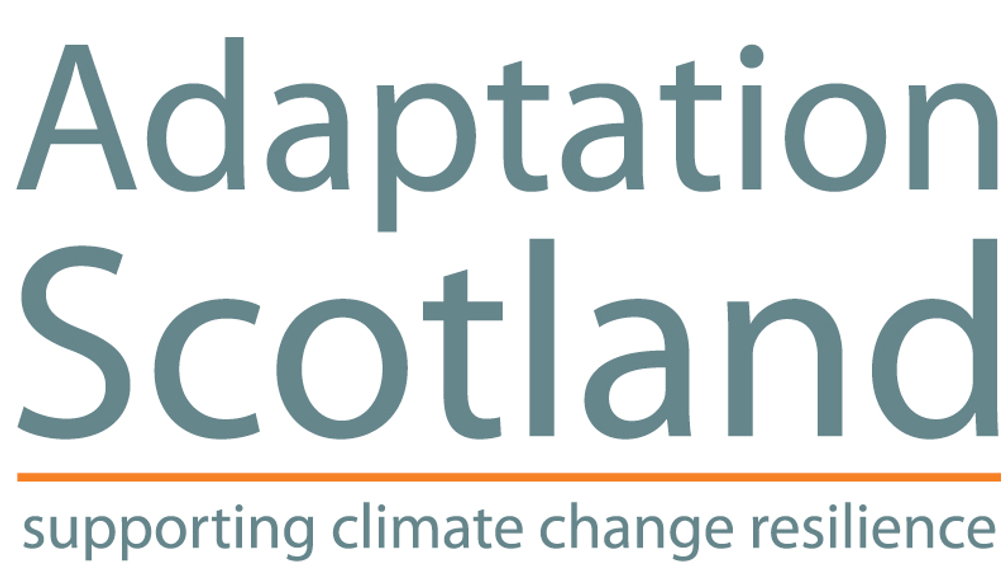 Adaptation
Scotland
supporting climate change resilience